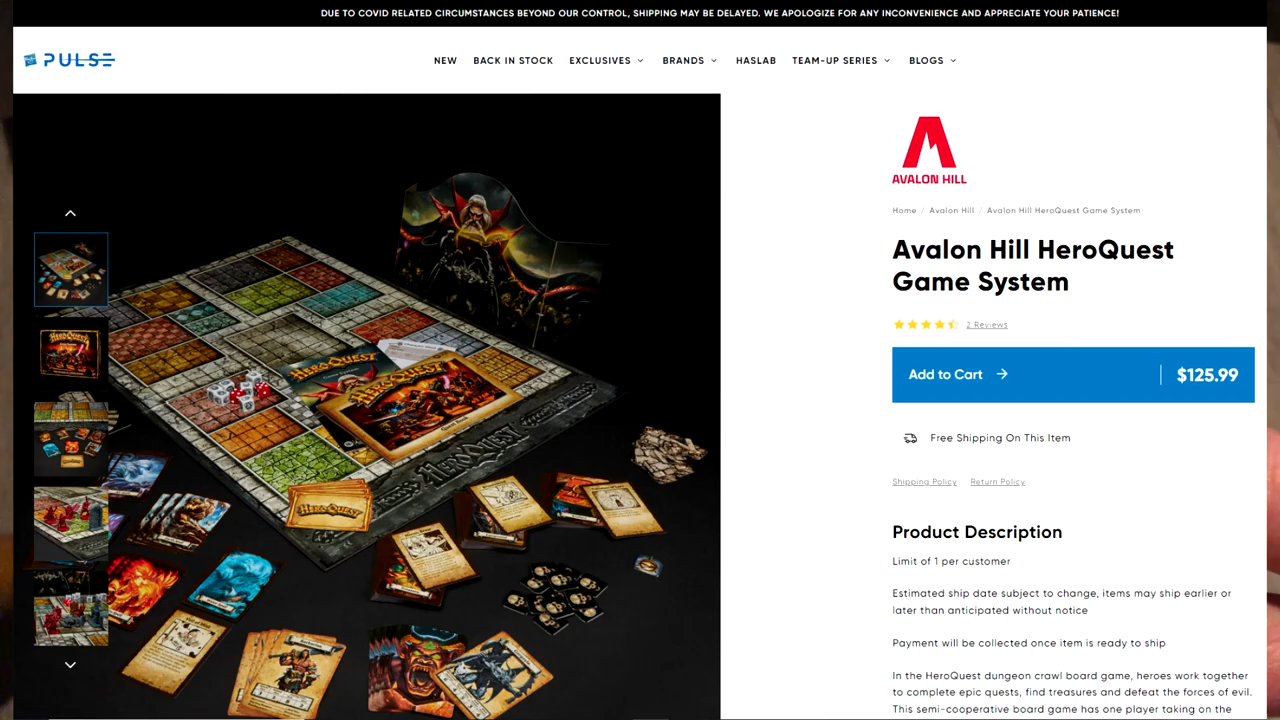 DUE TO COVID RELATED CIRCUMSTANCES BEYOND OUR CONTROL, SHIPPING MAY BE DELAYED. WE APOLOGIZE FOR ANY INCONVENIENCE AND APPRECIATE YOUR PATIENCE!
PULSE
NEW BACK IN STOCK EXCLUSIVES BRANDS HASLAB TEAM-UP SERIES BLOGS
AVALON HILL
Home / Avalon Hill / Avalon Hill HeroQuest Game System
Avalon Hill HeroQuest
Game System
2 Reviews
Add to Cart → $125.99
Free Shipping On This Item
Shipping Policy Return Policy
Product Description
Limit of 1 per customer
Estimated ship date subject to change, items may ship earlier or
later than anticipated without notice
Payment will be collected once item is ready to ship
In the HeroQuest dungeon crawl board game, heroes work together
to complete epic quests, find treasures and defeat the forces of evil.
This semi-cooperative board game has one player taking on the
HEROQUEST
HEROQUEST
HEROQUEST
Quest Book
HEROQUEST
HEROQUEST